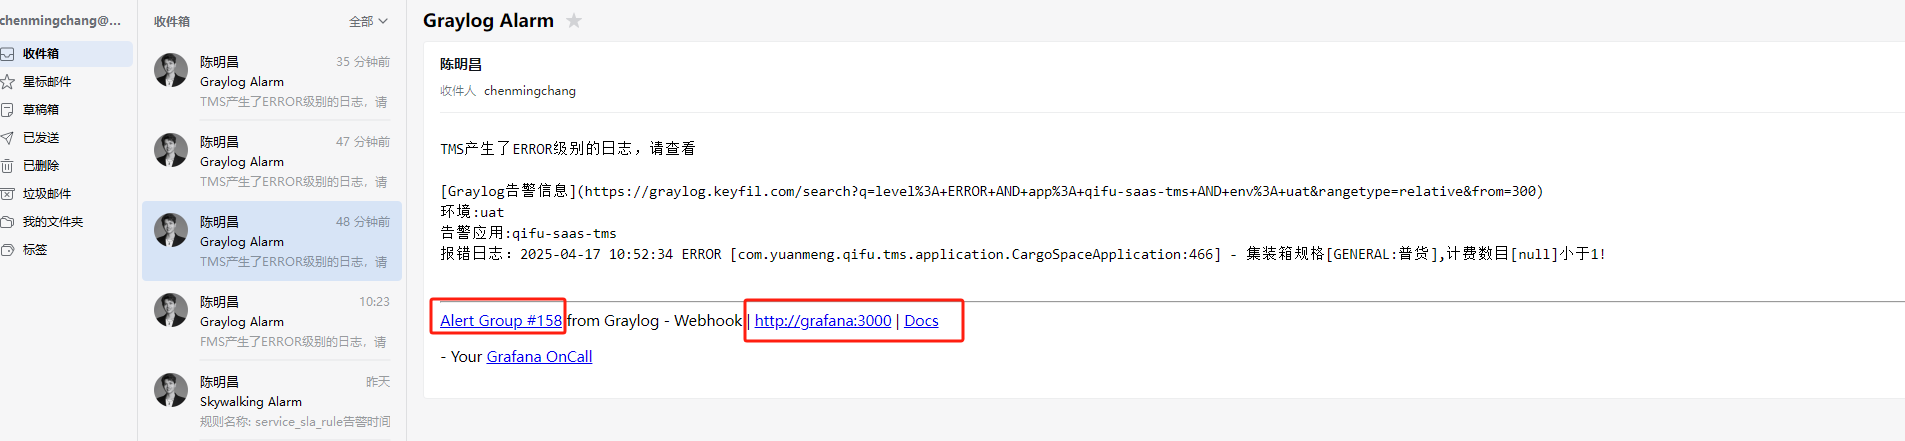 chenmingchang@...
收件箱
星标邮件
草稿箱
已发送
已删除
垃圾邮件
我的文件夹
标签
收件箱 全部
陈明昌 35 分钟前
Graylog Alarm
TMS产生了ERROR级别的日志，请
陈明昌 47 分钟前
Graylog Alarm
TMS产生了ERROR级别的日志，请
陈明昌 48 分钟前
Graylog Alarm
TMS产生了ERROR级别的日志，请
陈明昌 10:23
Graylog Alarm
FMS产生了ERROR级别的日志，请
陈明昌 昨天
Skywalking Alarm
规则名称: service_sla_rule告警时间
Graylog Alarm
陈明昌
收件人 chenmingchang
TMS产生了ERROR级别的日志，请查看
[Graylog告警信息](https://graylog.keyfil.com/search?q=level%3A+ERROR+AND+app%3A+qifu-saas-tms+AND+env%3A+uat&rangetype=relative&from=300)
环境:uat
告警应用:qifu-saas-tms
报错日志：2025-04-17 10:52:34 ERROR [com.yuanmeng.qifu.tms.application.CargoSpaceApplication:466] - 集装箱规格[GENERAL:普货],计费数目[null]小于1!
Alert Group #158 from Graylog - Webhook | http://grafana:3000 | Docs
- Your Grafana OnCall